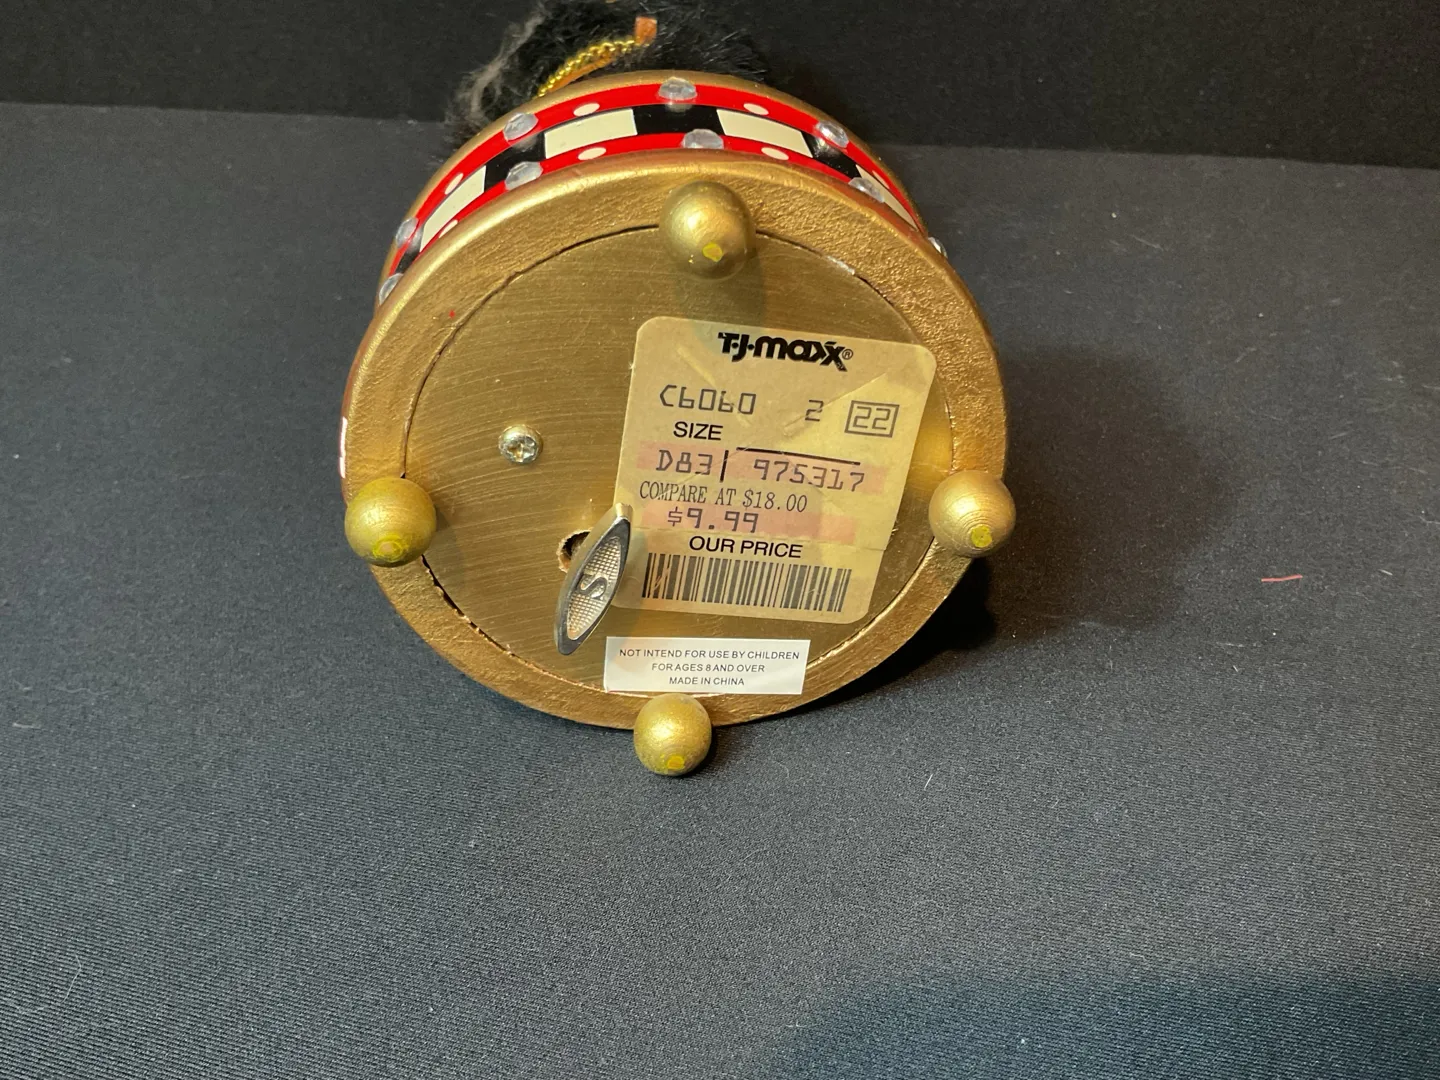 T·J·maxx®
C6060 2 22
SIZE
D83 975317
COMPARE AT $18.00
$9.99
OUR PRICE
S
NOT INTEND FOR USE BY CHILDREN
FOR AGES 8 AND OVER
MADE IN CHINA